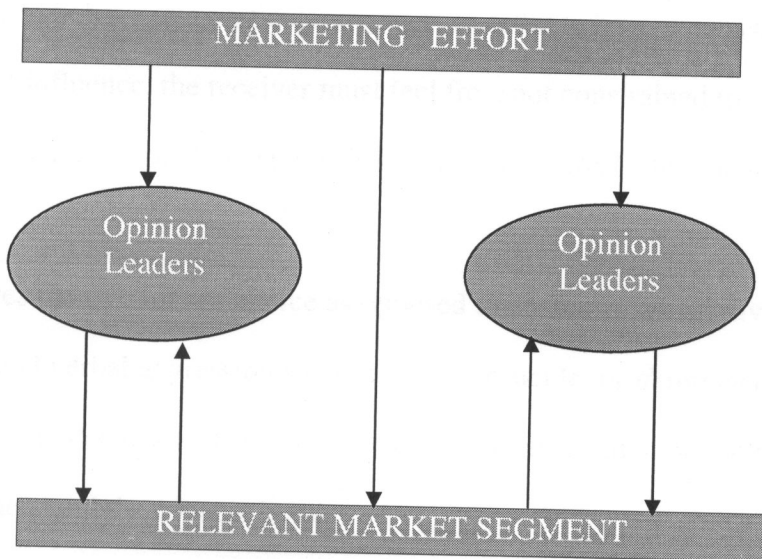 MARKETING EFFORT
Opinion
Leaders
Opinion
Leaders
RELEVANT MARKET SEGMENT